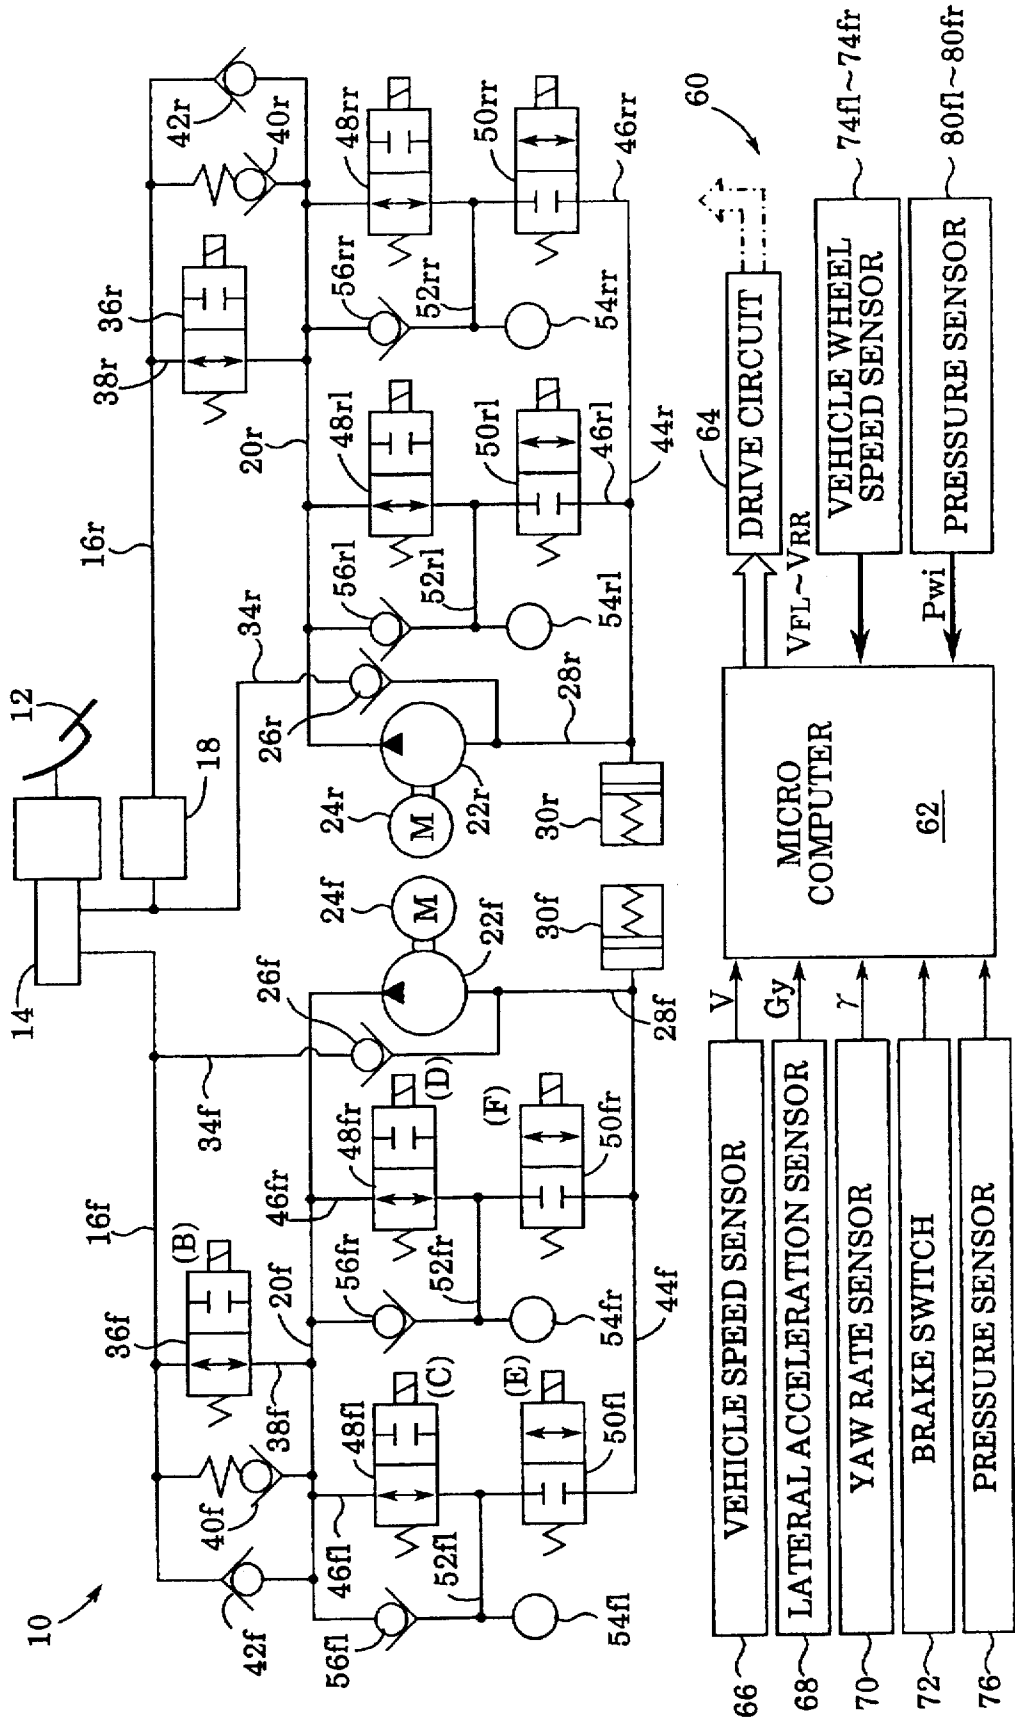 10
12
14
16f
16r
18
34f
34r
36f
(B)
38f
20f
40f
42f
36r
38r
20r
40r
42r
24f
M
22f
26f
28f
30f
24r
M
22r
26r
28r
30r
46fl
48fl
(C)
50fl
(E)
52fl
54fl
56fl
46fr
48fr
(D)
50fr
(F)
52fr
54fr
56fr
44f
48rl
50rl
46rl
52rl
54rl
56rl
44r
48rr
50rr
46rr
52rr
54rr
56rr
60
66
VEHICLE SPEED SENSOR
V
68
LATERAL ACCELERATION SENSOR
Gy
70
YAW RATE SENSOR
γ
72
BRAKE SWITCH
76
PRESSURE SENSOR
MICRO
COMPUTER
62
64
DRIVE CIRCUIT
VFL~VRR
VEHICLE WHEEL
SPEED SENSOR
74fl~74fr
PRESSURE SENSOR
Pwi
80fl~80fr